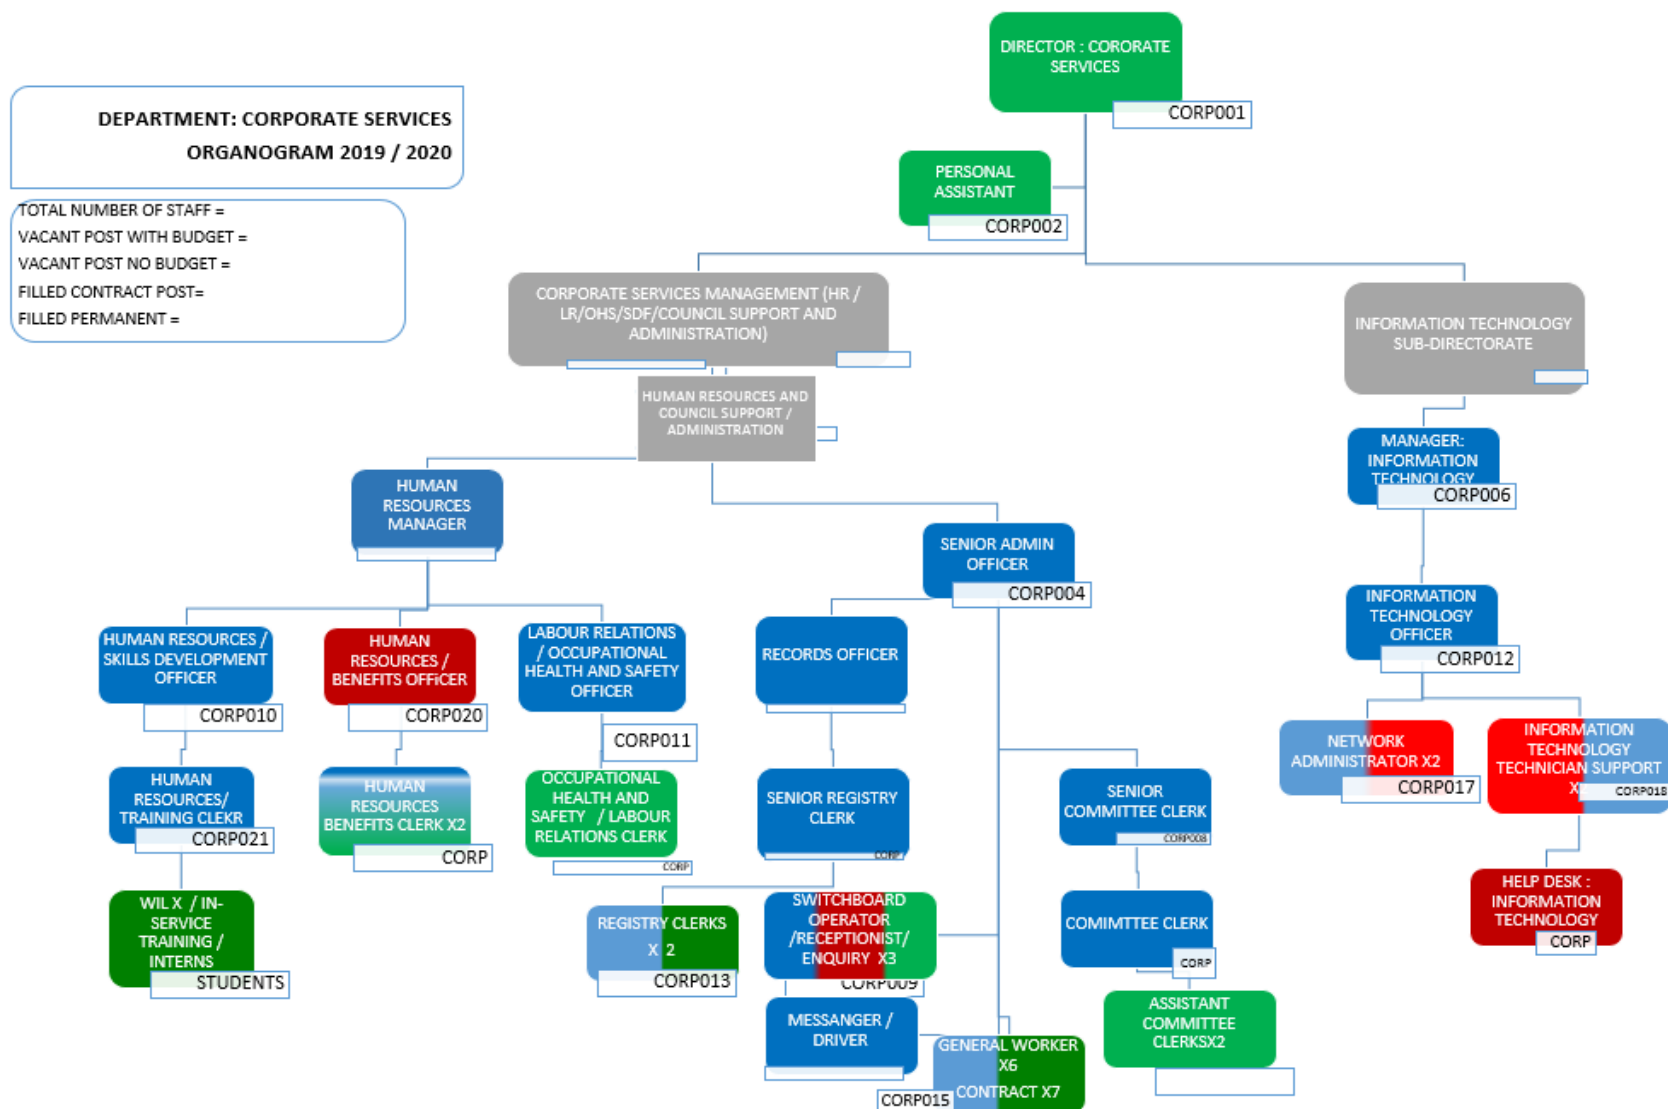 DIRECTOR : CORORATE
SERVICES
CORP001
DEPARTMENT: CORPORATE SERVICES
ORGANOGRAM 2019 / 2020
PERSONAL
ASSISTANT
CORP002
TOTAL NUMBER OF STAFF =
VACANT POST WITH BUDGET =
VACANT POST NO BUDGET =
FILLED CONTRACT POST=
FILLED PERMANENT =
CORPORATE SERVICES MANAGEMENT (HR /
LR/OHS/SDF/COUNCIL SUPPORT AND
ADMINISTRATION)
INFORMATION TECHNOLOGY
SUB-DIRECTORATE
HUMAN RESOURCES AND
COUNCIL SUPPORT /
ADMINISTRATION
MANAGER:
INFORMATION
TECHNOLOGY
CORP006
HUMAN
RESOURCES
MANAGER
SENIOR ADMIN
OFFICER
CORP004
INFORMATION
TECHNOLOGY
OFFICER
CORP012
HUMAN RESOURCES /
SKILLS DEVELOPMENT
OFFICER
CORP010
HUMAN
RESOURCES /
BENEFITS OFFICER
CORP020
LABOUR RELATIONS
/ OCCUPATIONAL
HEALTH AND SAFETY
OFFICER
CORP011
RECORDS OFFICER
NETWORK
ADMINISTRATOR X2
CORP017
INFORMATION
TECHNOLOGY
TECHNICIAN SUPPORT
CORP018
HUMAN
RESOURCES/
TRAINING CLEKR
CORP021
HUMAN
RESOURCES
BENEFITS CLERK X2
CORP
OCCUPATIONAL
HEALTH AND
SAFETY / LABOUR
RELATIONS CLERK
CORP
SENIOR REGISTRY
CLERK
CORP
SENIOR
COMMITTEE CLERK
CORP008
WIL X / IN-
SERVICE
TRAINING /
INTERNS
STUDENTS
REGISTRY CLERKS
X 2
CORP013
SWITCHBOARD
OPERATOR
/RECEPTIONIST/
ENQUIRY X3
CORP009
COMIMTTEE CLERK
CORP
HELP DESK :
INFORMATION
TECHNOLOGY
CORP
MESSANGER /
DRIVER
GENERAL WORKER
X6
CONTRACT X7
CORP015
ASSISTANT
COMMITTEE
CLERKSX2